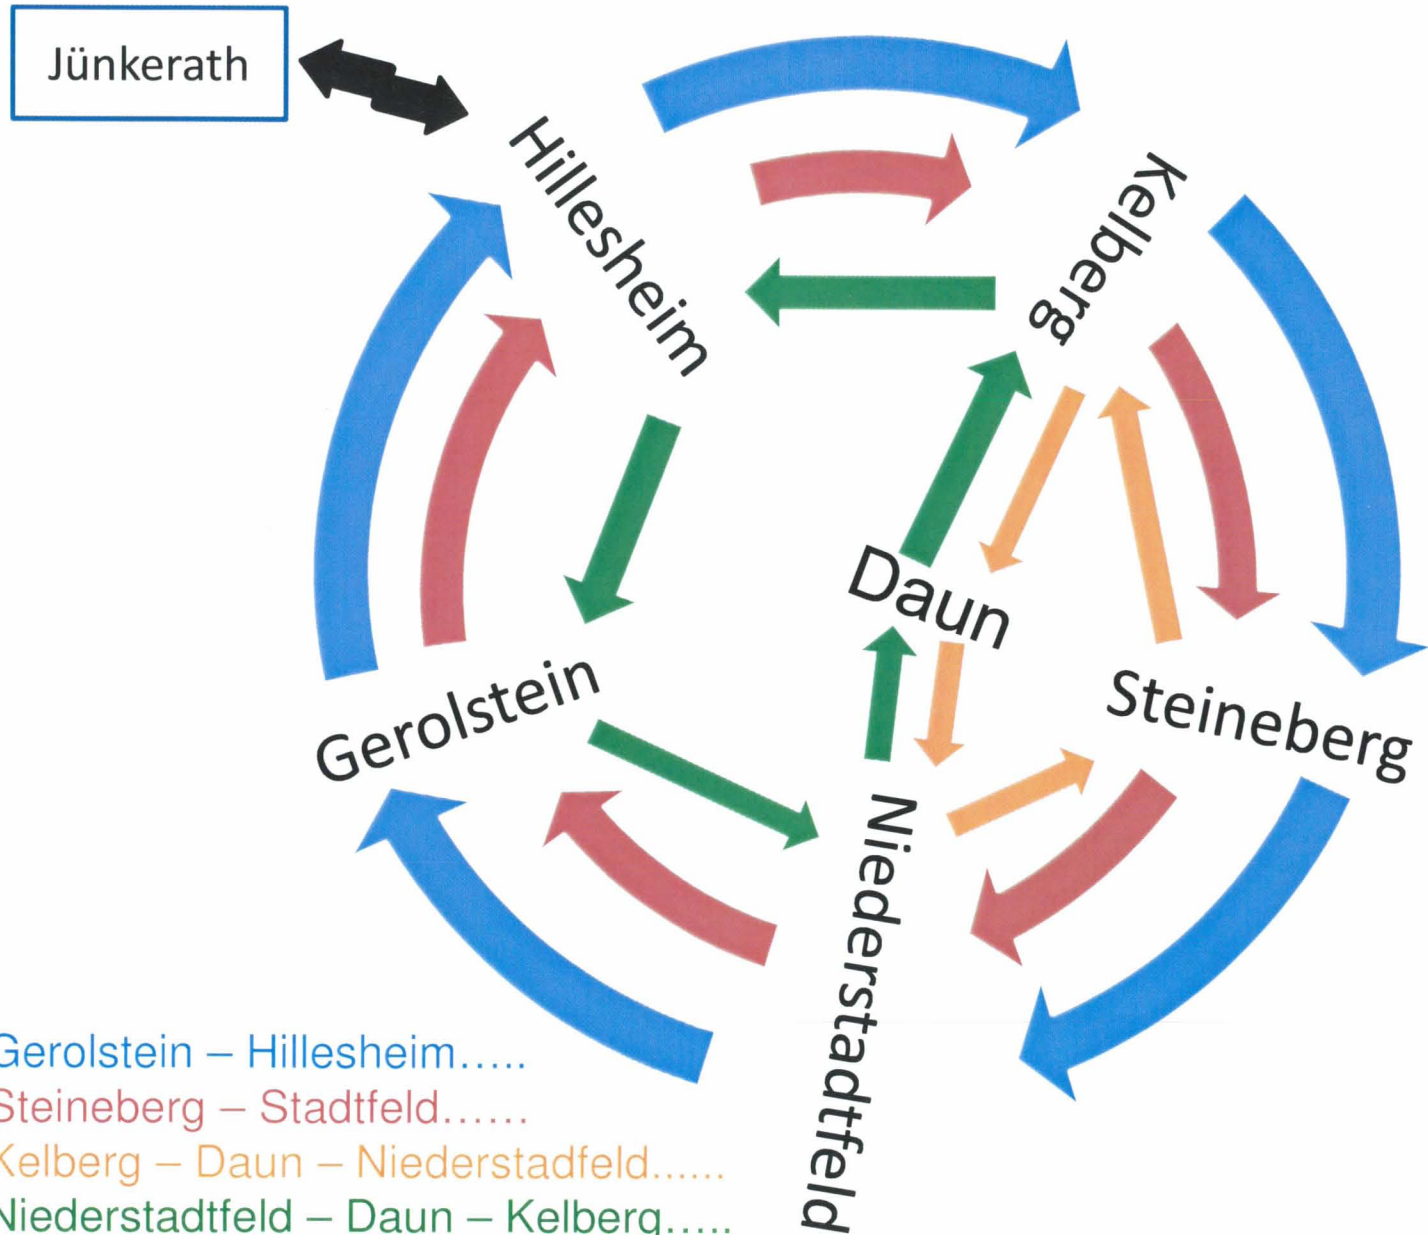 Jünkerath
Hillesheim
Kelberg
Daun
Steineberg
Gerolstein
Niederstadtfeld
Gerolstein – Hillesheim.....
Steineberg – Stadtfeld......
Kelberg – Daun – Niederstadfeld......
Niederstadtfeld – Daun – Kelberg.....